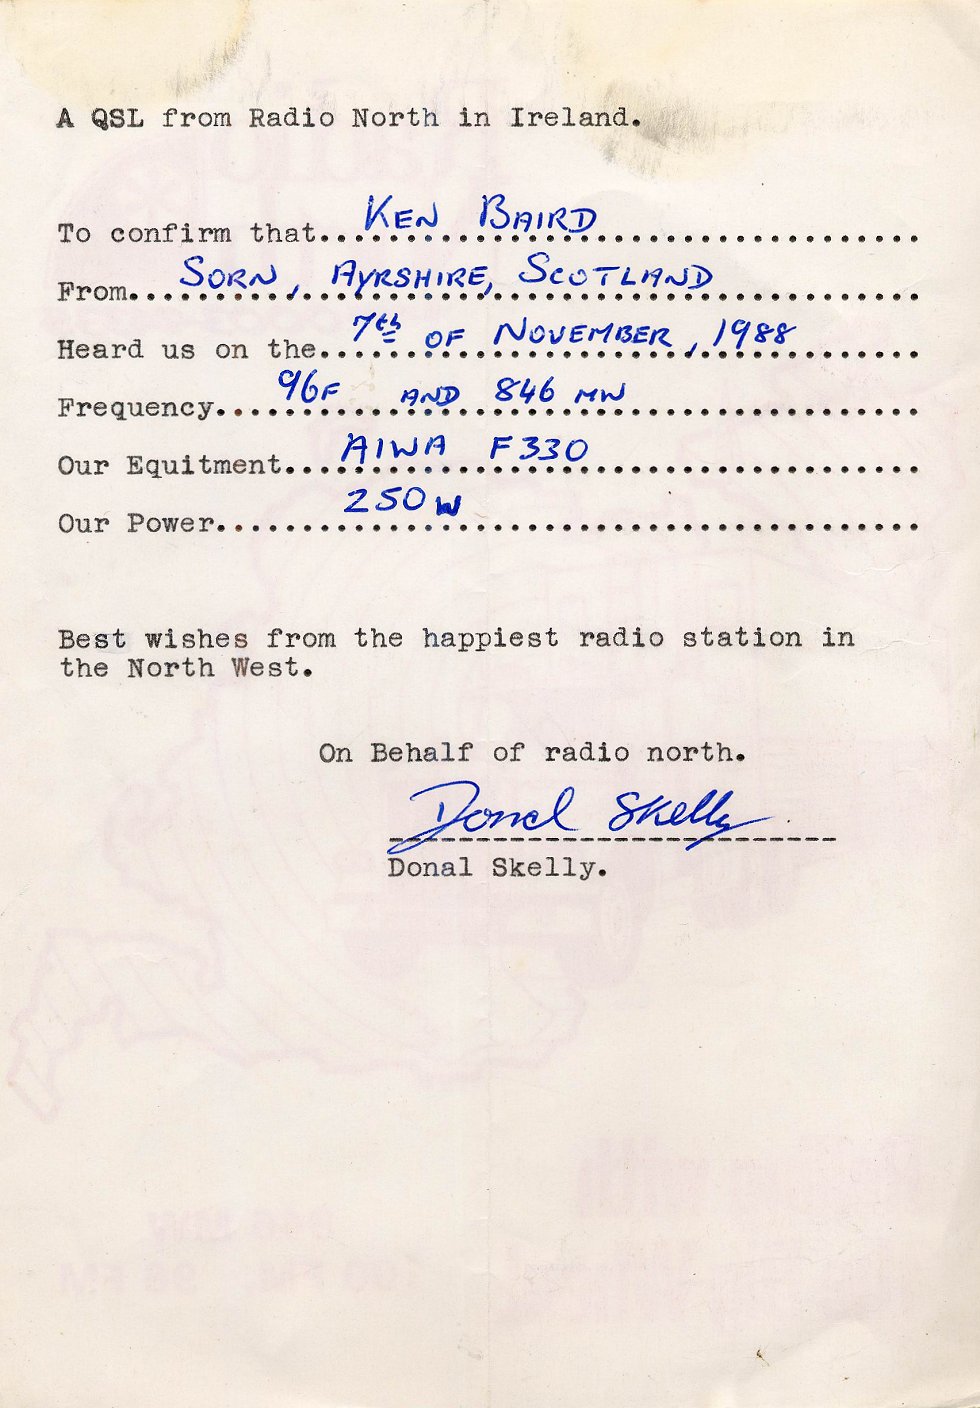 A QSL from Radio North in Ireland.
To confirm that...KEN BAIRD...
From...SORN, AYRSHIRE, SCOTLAND...
Heard us on the...7th OF NOVEMBER, 1988...
Frequency...96F AND 846 MW...
Our Equitment...AIWA F330...
Our Power...250W...
Best wishes from the happiest radio station in
the North West.
On Behalf of radio north.
Donal Skelly
Donal Skelly.